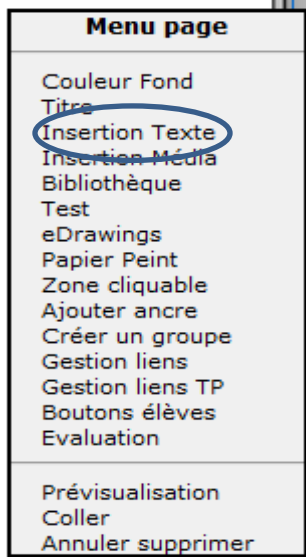 Menu page
Couleur Fond
Titre
Insertion Texte
Insertion Média
Bibliothèque
Test
eDrawings
Papier Peint
Zone cliquable
Ajouter ancre
Créer un groupe
Gestion liens
Gestion liens TP
Boutons élèves
Evaluation
Prévisualisation
Coller
Annuler supprimer